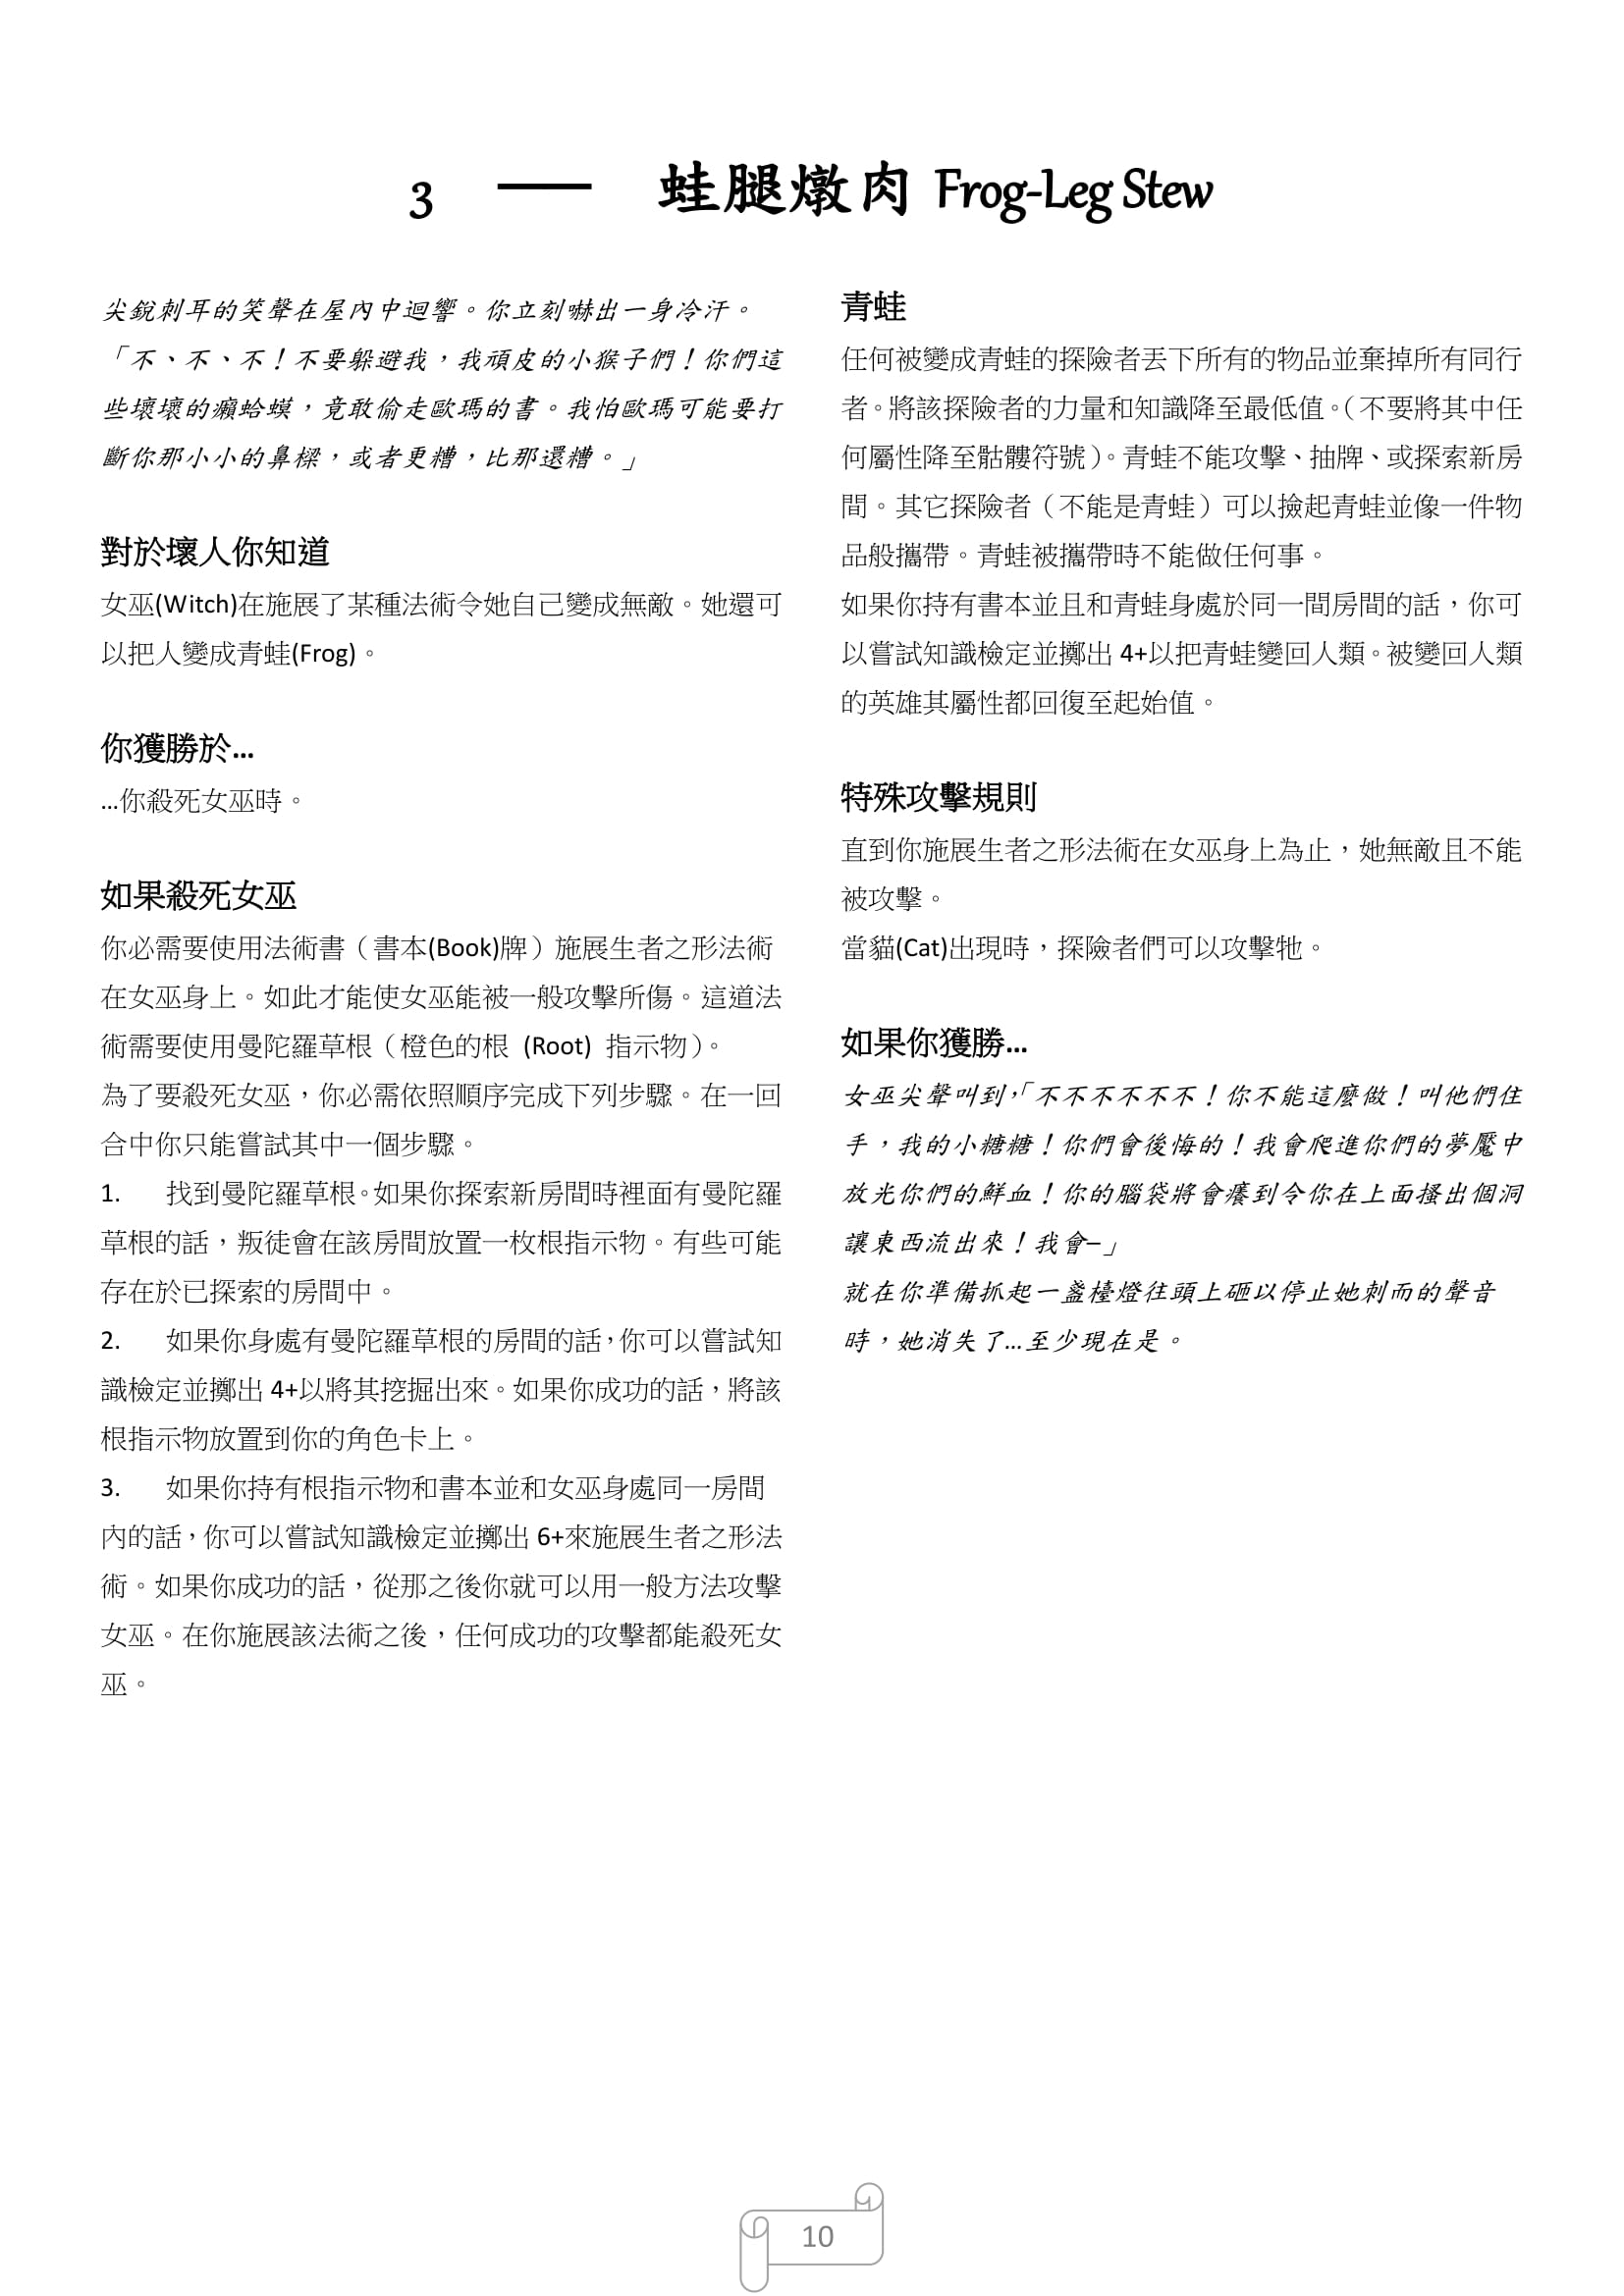 3 — 蛙腿燉肉 Frog-Leg Stew
尖銳刺耳的笑聲在屋內中迴響。你立刻嚇出一身冷汗。
「不、不、不！不要躲避我，我頑皮的小猴子們！你們這
些壞壞的癩蛤蟆，竟敢偷走歐瑪的書。我怕歐瑪可能要打
斷你那小小的鼻樑，或者更糟，比那還糟。」
對於壞人你知道
女巫(Witch)在施展了某種法術令她自己變成無敵。她還可
以把人變成青蛙(Frog)。
你獲勝於…
…你殺死女巫時。
如果殺死女巫
你必需要使用法術書（書本(Book)牌）施展生者之形法術
在女巫身上。如此才能使女巫能被一般攻擊所傷。這道法
術需要使用曼陀羅草根（橙色的根 (Root) 指示物）。
為了要殺死女巫，你必需依照順序完成下列步驟。在一回
合中你只能嘗試其中一個步驟。
1. 找到曼陀羅草根。如果你探索新房間時裡面有曼陀羅
草根的話，叛徒會在該房間放置一枚根指示物。有些可能
存在於已探索的房間中。
2. 如果你身處有曼陀羅草根的房間的話，你可以嘗試知
識檢定並擲出 4+以將其挖掘出來。如果你成功的話，將該
根指示物放置到你的角色卡上。
3. 如果你持有根指示物和書本並和女巫身處同一房間
內的話，你可以嘗試知識檢定並擲出 6+來施展生者之形法
術。如果你成功的話，從那之後你就可以用一般方法攻擊
女巫。在你施展該法術之後，任何成功的攻擊都能殺死女
巫。
青蛙
任何被變成青蛙的探險者丟下所有的物品並棄掉所有同行
者。將該探險者的力量和知識降至最低值。（不要將其中任
何屬性降至骷髏符號）。青蛙不能攻擊、抽牌、或探索新房
間。其它探險者（不能是青蛙）可以撿起青蛙並像一件物
品般攜帶。青蛙被攜帶時不能做任何事。
如果你持有書本並且和青蛙身處於同一間房間的話，你可
以嘗試知識檢定並擲出 4+以把青蛙變回人類。被變回人類
的英雄其屬性都回復至起始值。
特殊攻擊規則
直到你施展生者之形法術在女巫身上為止，她無敵且不能
被攻擊。
當貓(Cat)出現時，探險者們可以攻擊牠。
如果你獲勝…
女巫尖聲叫到，「不不不不不不！你不能這麼做！叫他們住
手，我的小糖糖！你們會後悔的！我會爬進你們的夢魘中
放光你們的鮮血！你的腦袋將會癢到令你在上面搔出個洞
讓東西流出來！我會–」
就在你準備抓起一盞檯燈往頭上砸以停止她刺而的聲音
時，她消失了…至少現在是。
10